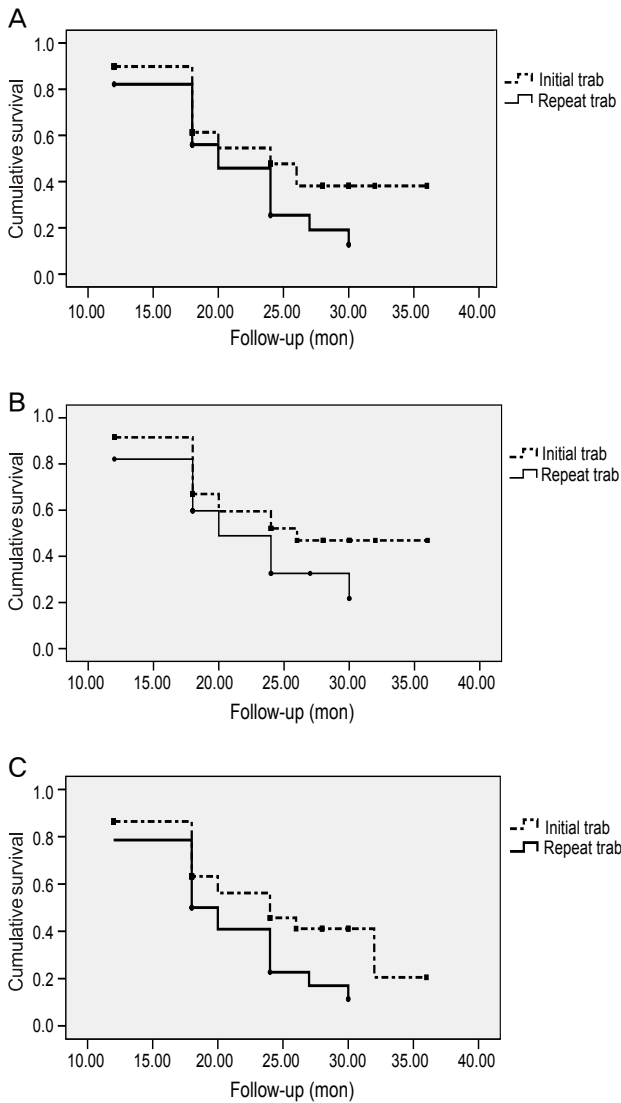 A
1.0
0.8
0.6
0.4
0.2
0.0
Cumulative survival
10.00 15.00 20.00 25.00 30.00 35.00 40.00
Follow-up (mon)
Initial trab
Repeat trab
B
1.0
0.8
0.6
0.4
0.2
0.0
Cumulative survival
10.00 15.00 20.00 25.00 30.00 35.00 40.00
Follow-up (mon)
Initial trab
Repeat trab
C
1.0
0.8
0.6
0.4
0.2
0.0
Cumulative survival
10.00 15.00 20.00 25.00 30.00 35.00 40.00
Follow-up (mon)
Initial trab
Repeat trab